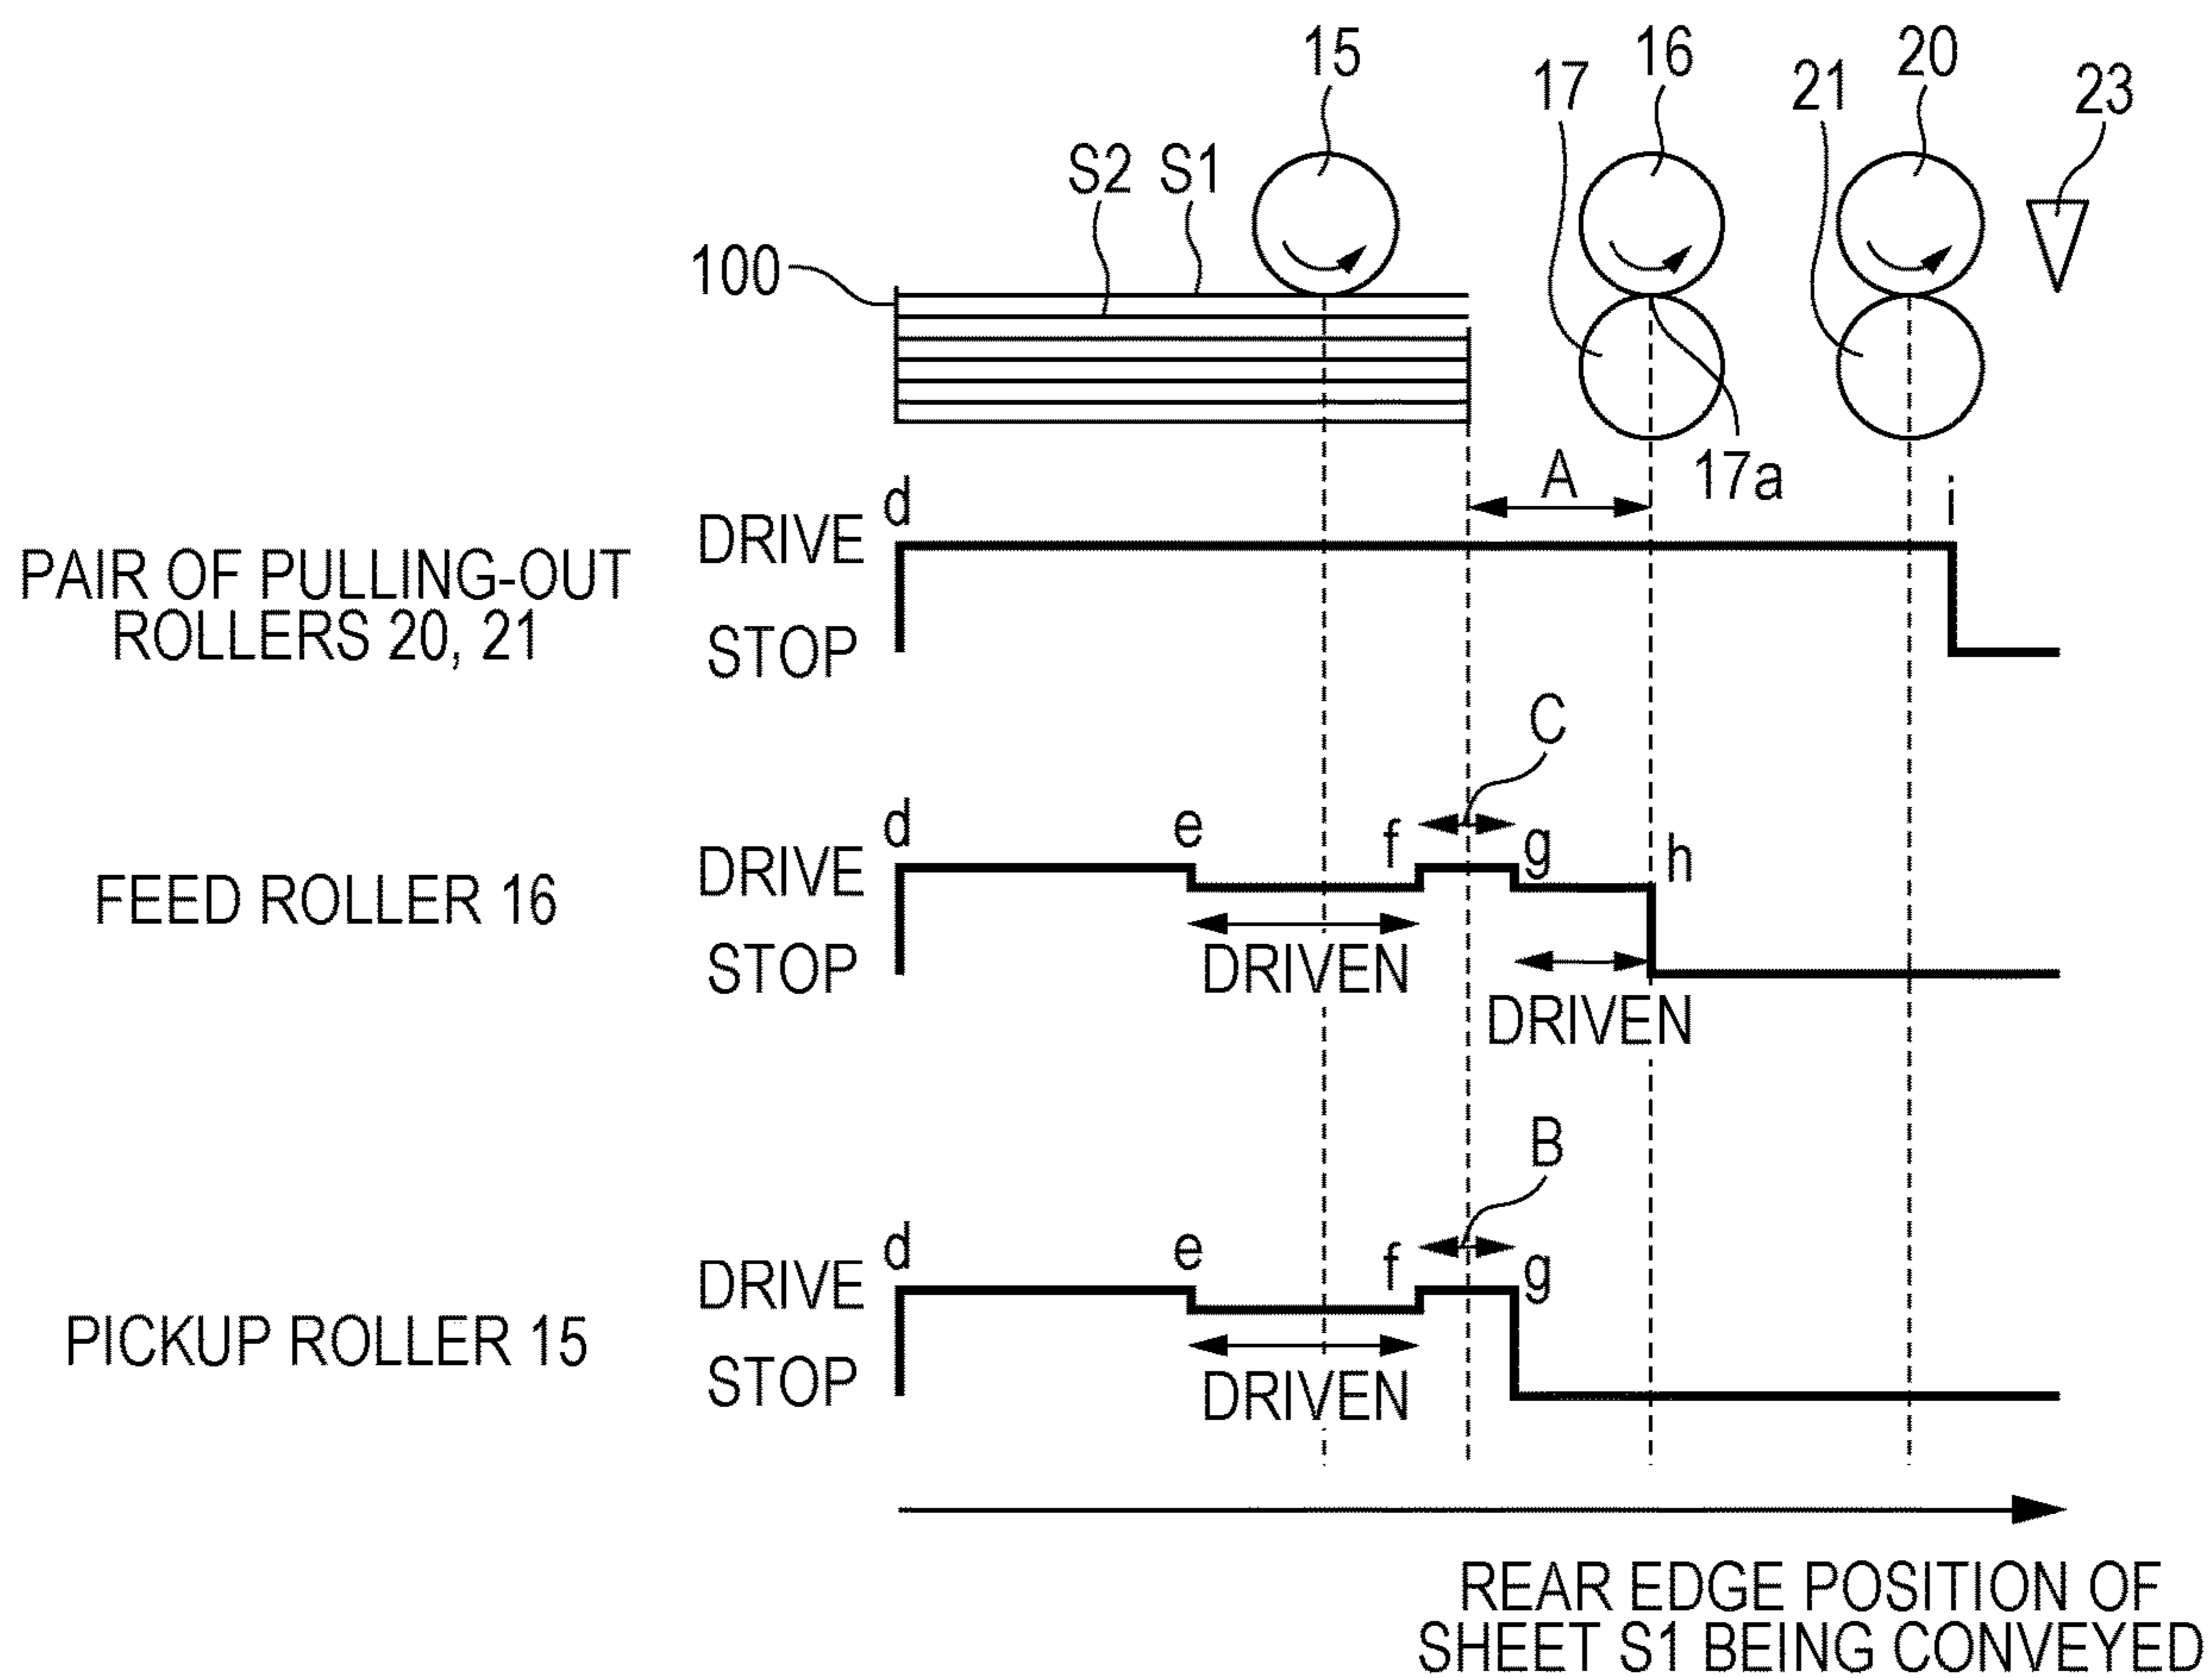 15
16
20
17
21
23
S2
S1
100
17a
A
d
i
DRIVE
PAIR OF PULLING-OUT
ROLLERS 20, 21
STOP
C
d
e
f
g
h
DRIVE
FEED ROLLER 16
STOP
DRIVEN
DRIVEN
B
d
e
f
g
DRIVE
PICKUP ROLLER 15
STOP
DRIVEN
REAR EDGE POSITION OF
SHEET S1 BEING CONVEYED